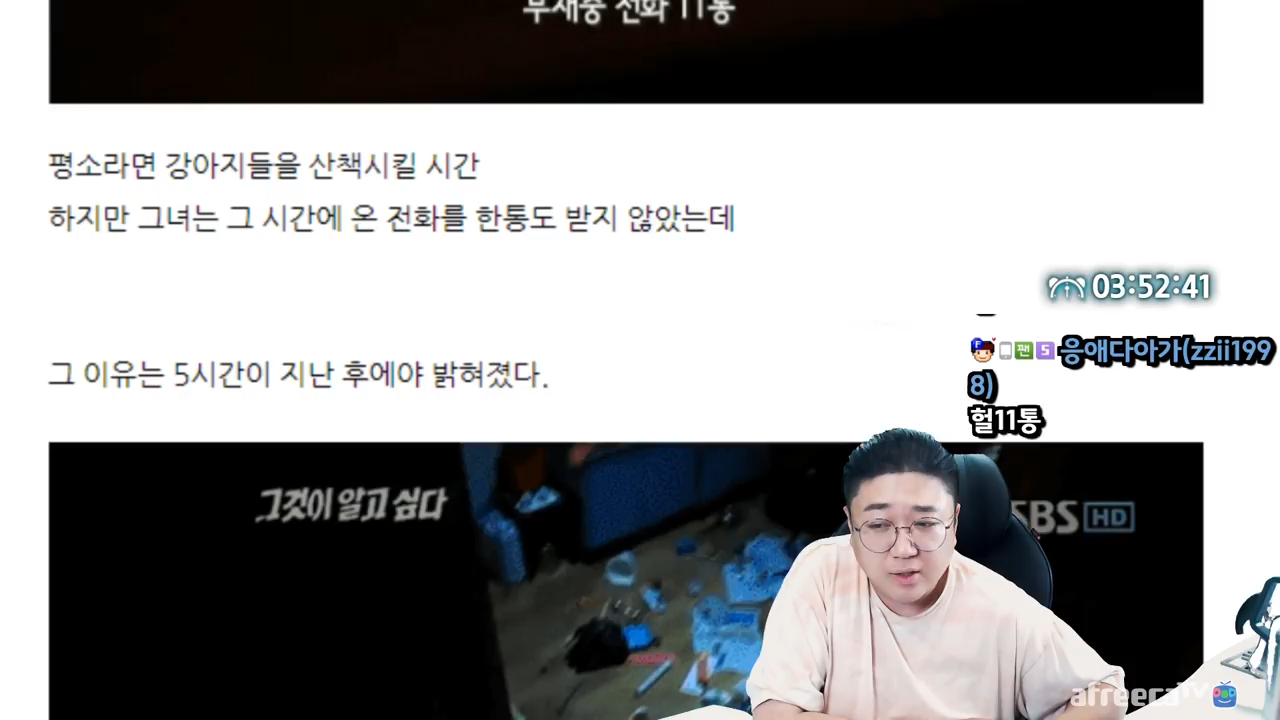 부재중 전화 11통
평소라면 강아지들을 산책시킬 시간
하지만 그녀는 그 시간에 온 전화를 한통도 받지 않았는데
03:52:41
F 팬 5 응애다아가(zzii199
8)
헐11통
그 이유는 5시간이 지난 후에야 밝혀졌다.
그것이 알고 싶다
SBS HD
afreecaTV